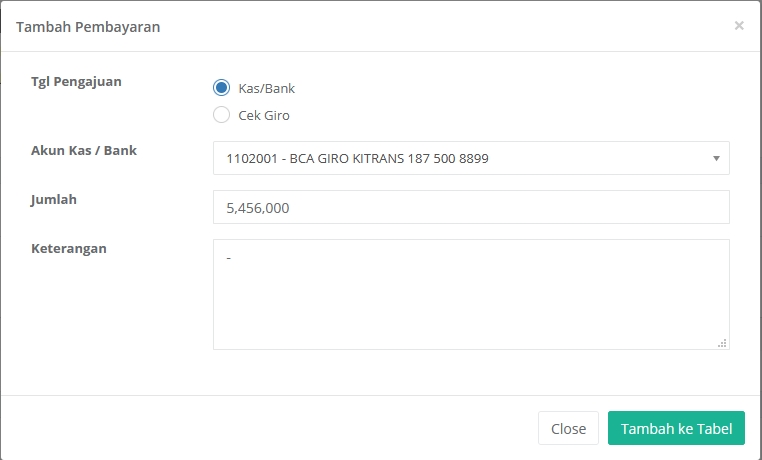 Tambah Pembayaran ×
Tgl Pengajuan Kas/Bank
Cek Giro
Akun Kas / Bank 1102001 - BCA GIRO KITRANS 187 500 8899
Jumlah 5,456,000
Keterangan -
Close Tambah ke Tabel